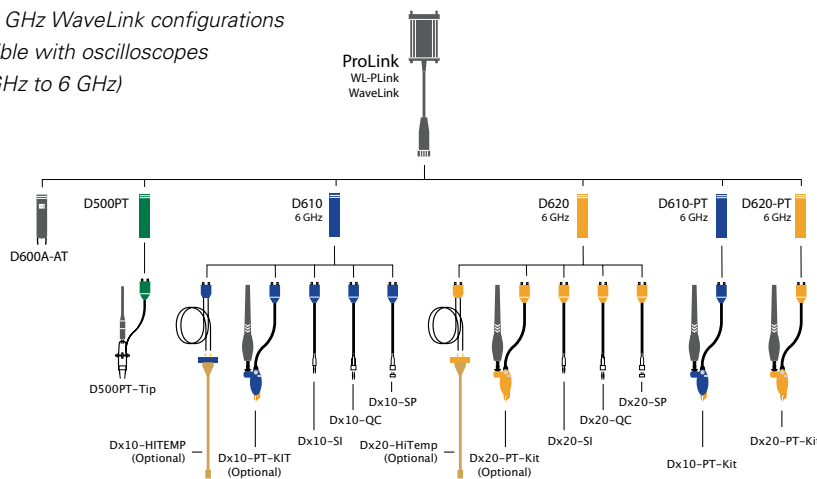 GHz WaveLink configurations
ible with oscilloscopes
GHz to 6 GHz)
ProLink
WL-PLink
WaveLink
D500PT
D610
6 GHz
D620
6 GHz
D610-PT
6 GHz
D620-PT
6 GHz
D600A-AT
D500PT-Tip
Dx10-SP
Dx20-SP
Dx10-QC
Dx20-QC
Dx10-SI
Dx20-SI
Dx10-HITEMP
(Optional)
Dx10-PT-KIT
(Optional)
Dx20-HiTemp
(Optional)
Dx20-PT-Kit
(Optional)
Dx10-PT-Kit
Dx20-PT-Kit